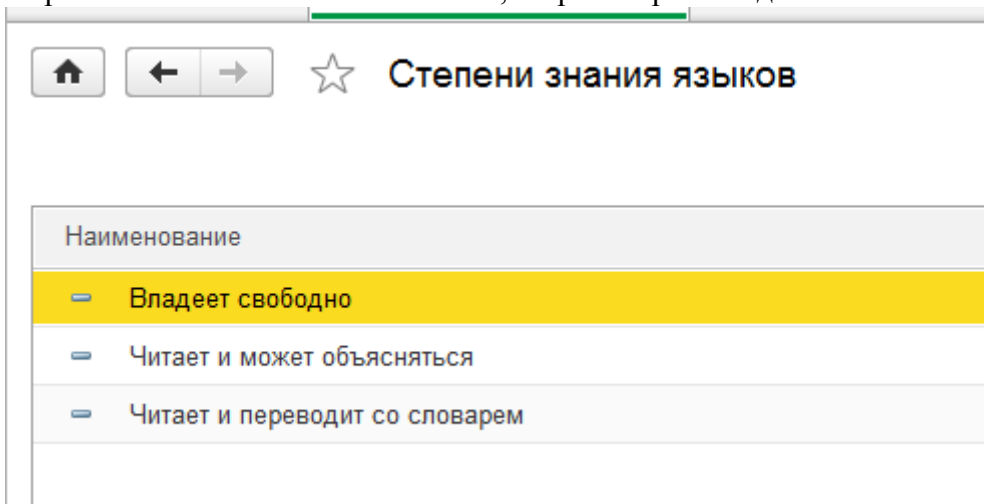 Степени знания языков
Наименование
Владеет свободно
Читает и может объясняться
Читает и переводит со словарем